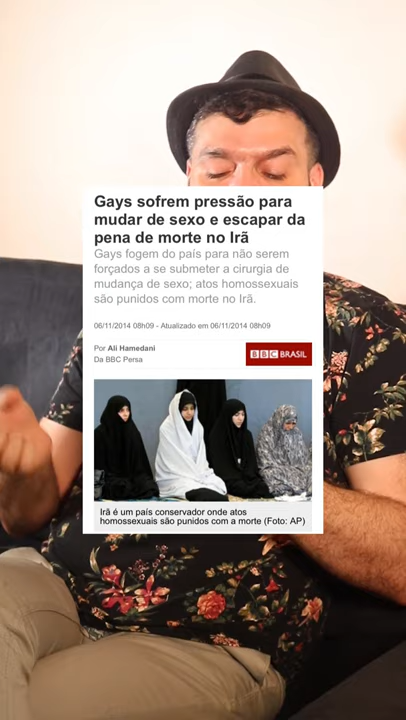 Gays sofrem pressão para
mudar de sexo e escapar da
pena de morte no Irã
Gays fogem do país para não serem
forçados a se submeter a cirurgia de
mudança de sexo; atos homossexuais
são punidos com morte no Irã.
06/11/2014 08h09 - Atualizado em 06/11/2014 08h09
Por Ali Hamedani
Da BBC Persa
BBC BRASIL
Irã é um país conservador onde atos
homossexuais são punidos com a morte (Foto: AP)